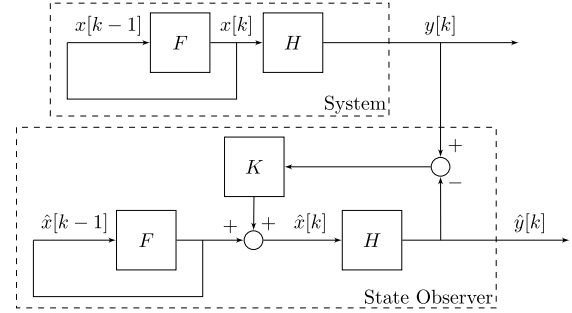 x[k−1] F x[k] H y[k]
System
+
K
−
x̂[k−1] F + + x̂[k] H ŷ[k]
State Observer